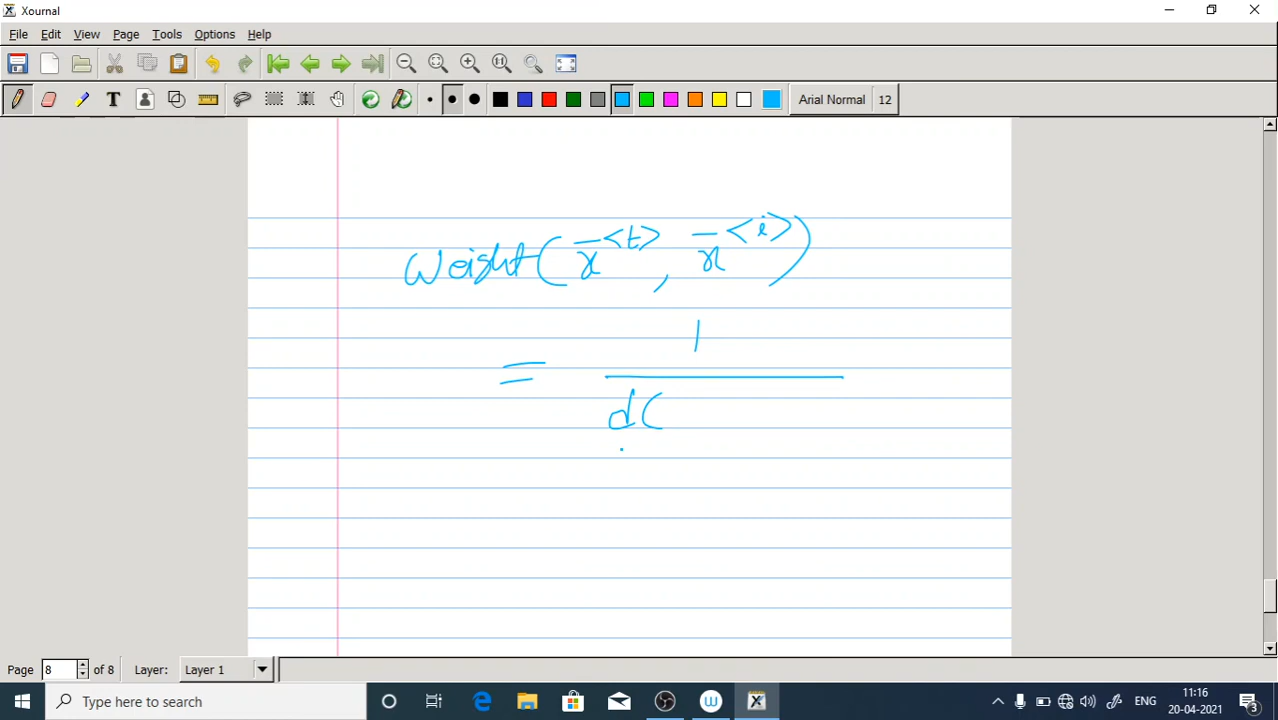 Xournal
File Edit View Page Tools Options Help
Arial Normal 12
Weight( x̄<t>, x̄<i>)
= 1
d(
Page 8 of 8 Layer: Layer 1
Type here to search
ENG
11:16
20-04-2021
3